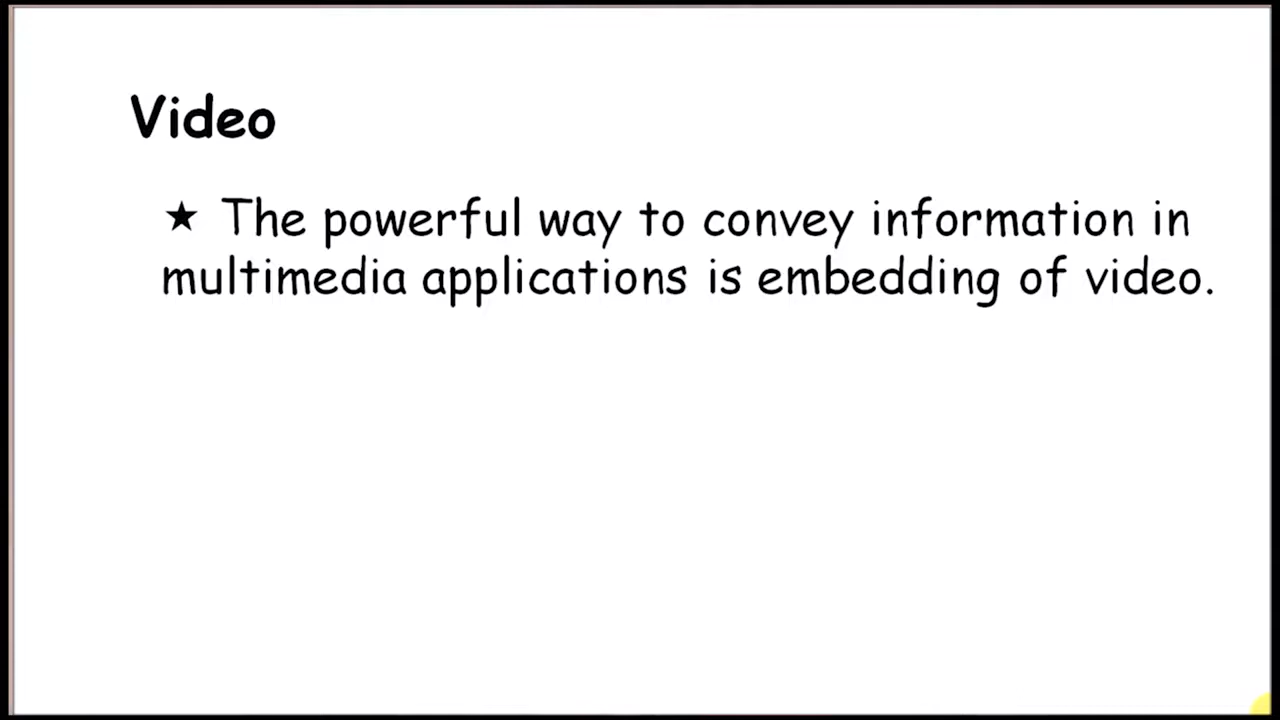 Video
★ The powerful way to convey information in
multimedia applications is embedding of video.